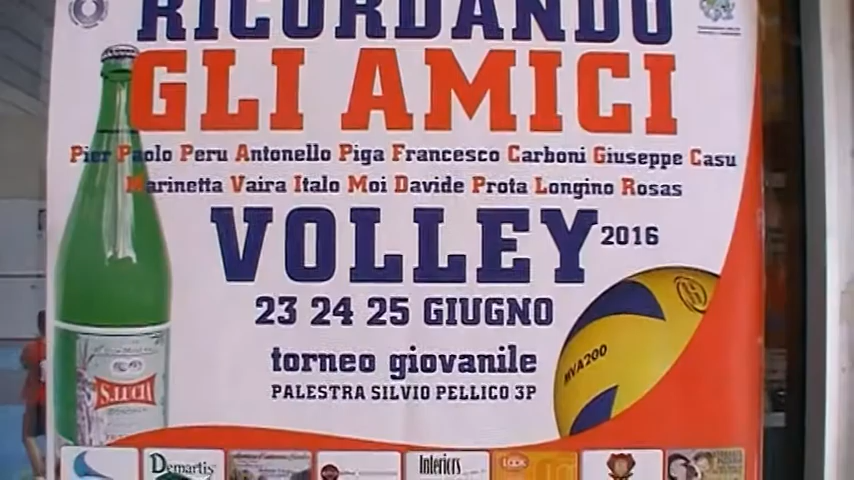 RICORDANDO
GLI AMICI
Pier Paolo Peru Antonello Piga Francesco Carboni Giuseppe Casu
Marinetta Vaira Italo Moi Davide Prota Longino Rosas
VOLLEY 2016
23 24 25 GIUGNO
torneo giovanile
PALESTRA SILVIO PELLICO 3P
MVA200
S.LUCIA
Demartis
Interiors
LOOK